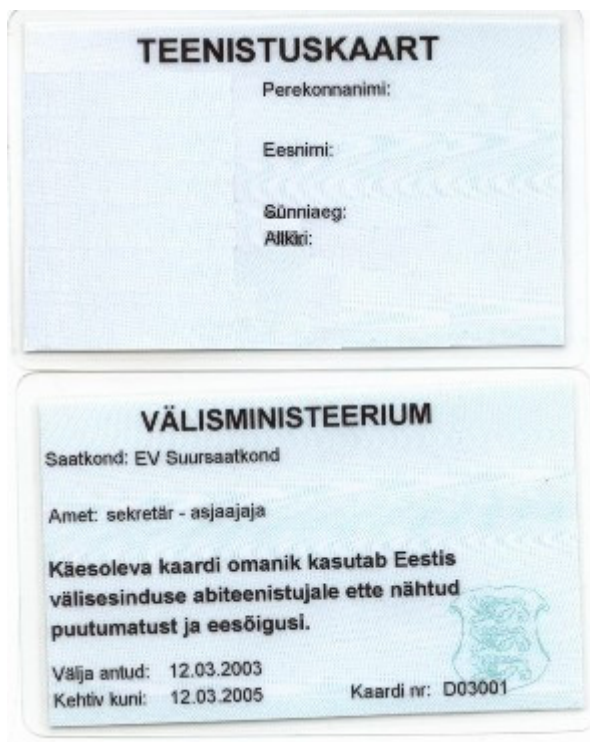 TEENISTUSKAART
Perekonnanimi:
Eesnimi:
Sünniaeg:
Allkiri:
VÄLISMINISTEERIUM
Saatkond: EV Suursaatkond
Amet: sekretär - asjaajaja
Käesoleva kaardi omanik kasutab Eestis
välisesinduse abiteenistujale ette nähtud
puutumatust ja eesõigusi.
Välja antud: 12.03.2003
Kehtiv kuni: 12.03.2005 Kaardi nr: D03001